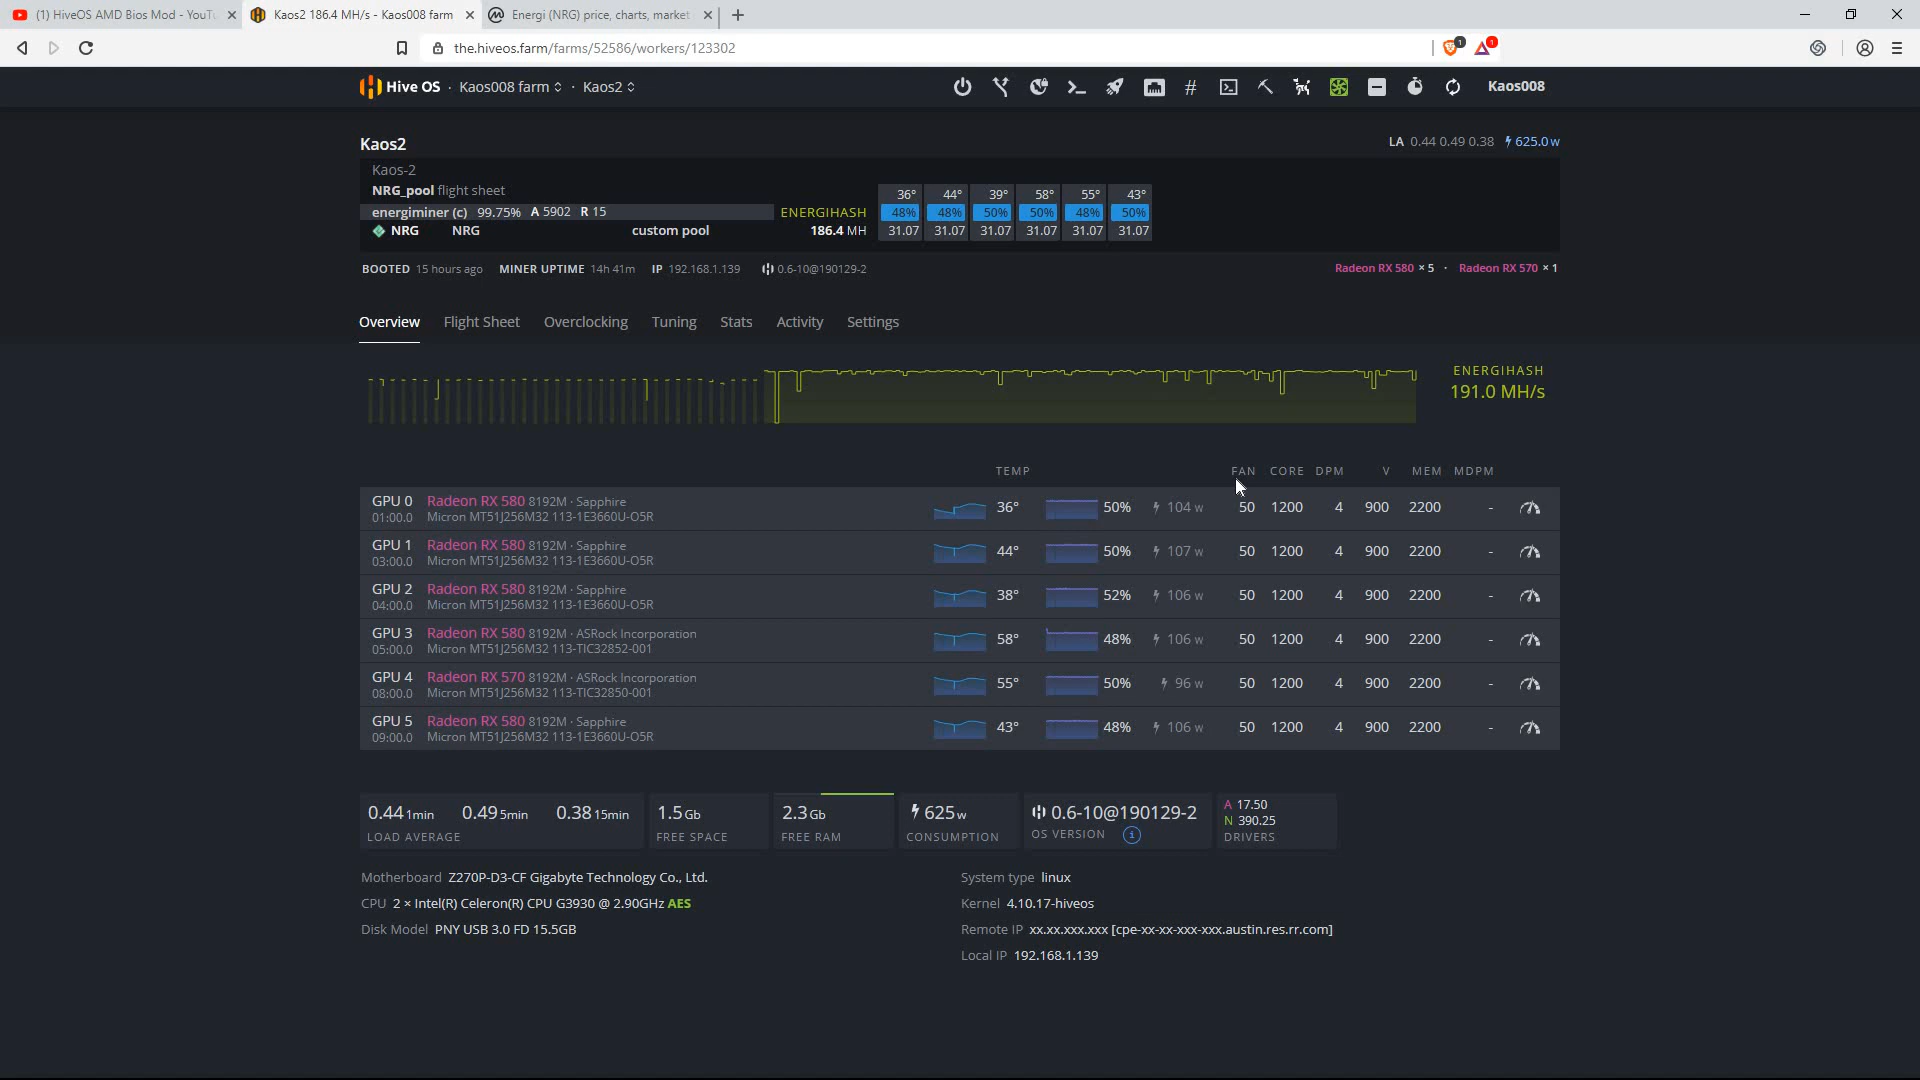 (1) HiveOS AMD Bios Mod - YouTu
Kaos2 186.4 MH/s - Kaos008 farm
Energi (NRG) price, charts, market
the.hiveos.farm/farms/52586/workers/123302
1
1
Hive OS · Kaos008 farm · Kaos2
Kaos008
Kaos2
LA 0.44 0.49 0.38 625.0 w
Kaos-2
NRG_pool flight sheet
36° 44° 39° 58° 55° 43°
energiminer (c) 99.75% A 5902 R 15 ENERGIHASH 48% 48% 50% 50% 48% 50%
NRG NRG custom pool 186.4 MH 31.07 31.07 31.07 31.07 31.07 31.07
BOOTED 15 hours ago MINER UPTIME 14h 41m IP 192.168.1.139 0.6-10@190129-2
Radeon RX 580 × 5 · Radeon RX 570 × 1
Overview Flight Sheet Overclocking Tuning Stats Activity Settings
ENERGIHASH
191.0 MH/s
TEMP FAN CORE DPM V MEM MDPM
GPU 0 Radeon RX 580 8192M · Sapphire
01:00.0 Micron MT51J256M32 113-1E3660U-O5R
36° 50% 104 w 50 1200 4 900 2200 -
GPU 1 Radeon RX 580 8192M · Sapphire
03:00.0 Micron MT51J256M32 113-1E3660U-O5R
44° 50% 107 w 50 1200 4 900 2200 -
GPU 2 Radeon RX 580 8192M · Sapphire
04:00.0 Micron MT51J256M32 113-1E3660U-O5R
38° 52% 106 w 50 1200 4 900 2200 -
GPU 3 Radeon RX 580 8192M · ASRock Incorporation
05:00.0 Micron MT51J256M32 113-TIC32852-001
58° 48% 106 w 50 1200 4 900 2200 -
GPU 4 Radeon RX 570 8192M · ASRock Incorporation
08:00.0 Micron MT51J256M32 113-TIC32850-001
55° 50% 96 w 50 1200 4 900 2200 -
GPU 5 Radeon RX 580 8192M · Sapphire
09:00.0 Micron MT51J256M32 113-1E3660U-O5R
43° 48% 106 w 50 1200 4 900 2200 -
0.44 1min 0.49 5min 0.38 15min
LOAD AVERAGE
1.5 Gb
FREE SPACE
2.3 Gb
FREE RAM
625 w
CONSUMPTION
0.6-10@190129-2
OS VERSION i
A 17.50
N 390.25
DRIVERS
Motherboard Z270P-D3-CF Gigabyte Technology Co., Ltd.
CPU 2 × Intel(R) Celeron(R) CPU G3930 @ 2.90GHz AES
Disk Model PNY USB 3.0 FD 15.5GB
System type linux
Kernel 4.10.17-hiveos
Remote IP xx.xx.xxx.xxx [cpe-xx-xx-xxx-xxx.austin.res.rr.com]
Local IP 192.168.1.139